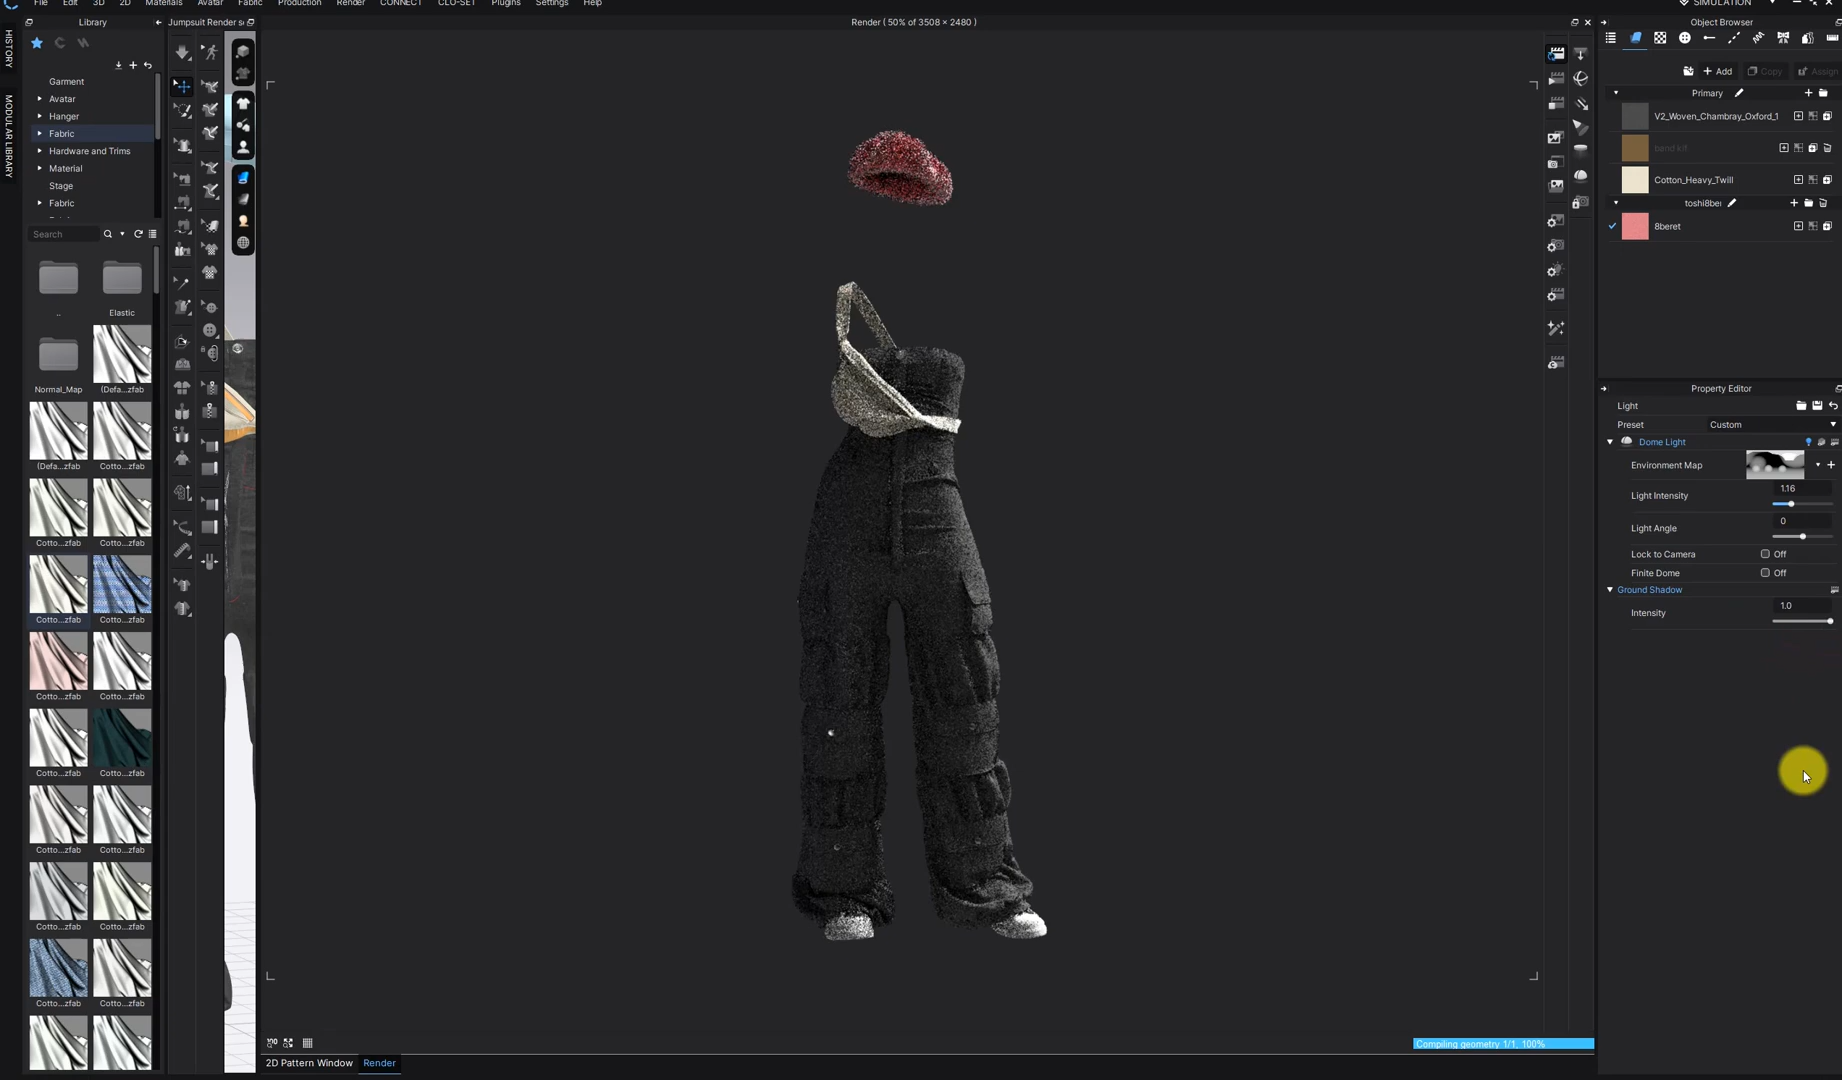 File Edit 3D 2D Materials Avatar Fabric Production Render CONNECT CLO-SET Plugins Settings Help SIMULATION
HISTORY
MODULAR LIBRARY
Library
Jumpsuit Render s
Render ( 50% of 3508 × 2480 )
Object Browser
Garment
Avatar
Hanger
Fabric
Hardware and Trims
Material
Stage
Fabric
Search
.. Elastic
Normal_Map (Defa...zfab
(Defa...zfab Cotto...zfab
Cotto...zfab Cotto...zfab
Cotto...zfab Cotto...zfab
Cotto...zfab Cotto...zfab
Cotto...zfab Cotto...zfab
Cotto...zfab Cotto...zfab
Cotto...zfab Cotto...zfab
Cotto...zfab Cotto...zfab
+ Add Copy Assign
Primary
V2_Woven_Chambray_Oxford_1
Cotton_Heavy_Twill
toshi8be
8beret
Property Editor
Light
Preset Custom
Dome Light
Environment Map
1.16
Light Intensity
0
Light Angle
Lock to Camera Off
Finite Dome Off
Ground Shadow
1.0
Intensity
Compiling geometry 1/1, 100%
2D Pattern Window Render